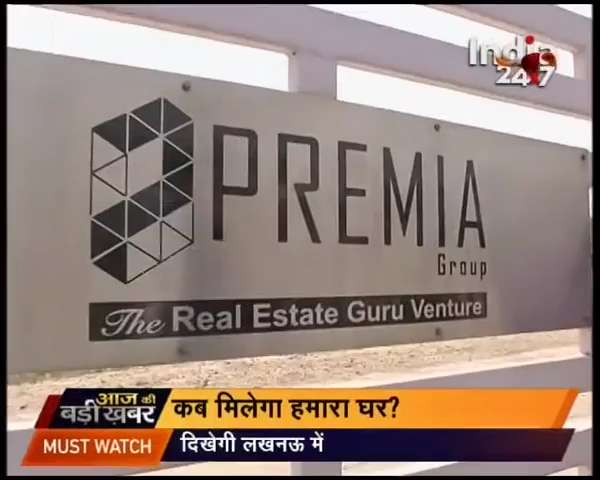 India
24x7
PREMIA
Group
The Real Estate Guru Venture
आज की
बड़ी ख़बर
कब मिलेगा हमारा घर?
MUST WATCH
दिखेगी लखनऊ में